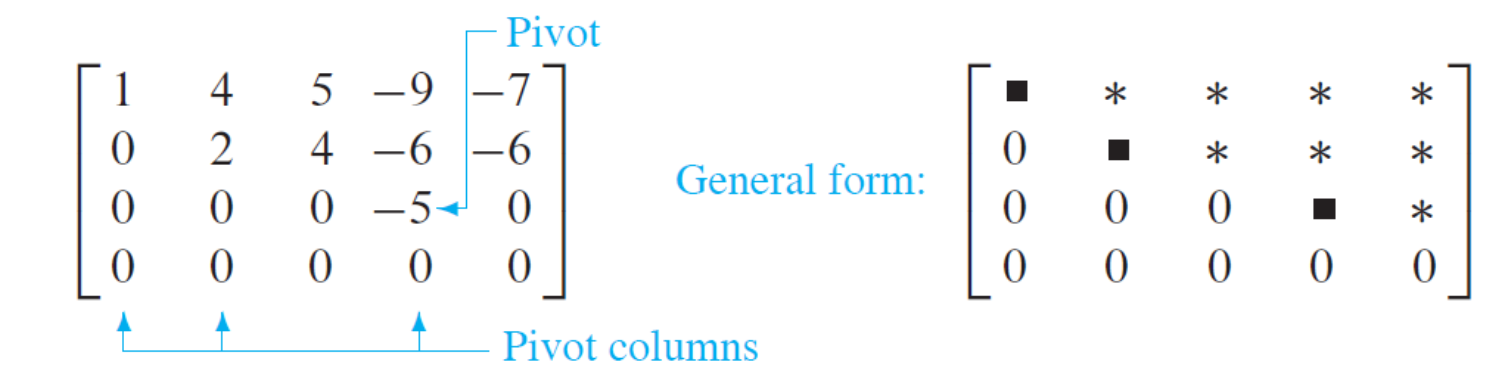 Pivot
1 4 5 −9 −7 ■ * * * *
0 2 4 −6 −6 0 ■ * * *
General form:
0 0 0 −5 0 0 0 0 ■ *
0 0 0 0 0 0 0 0 0 0
Pivot columns